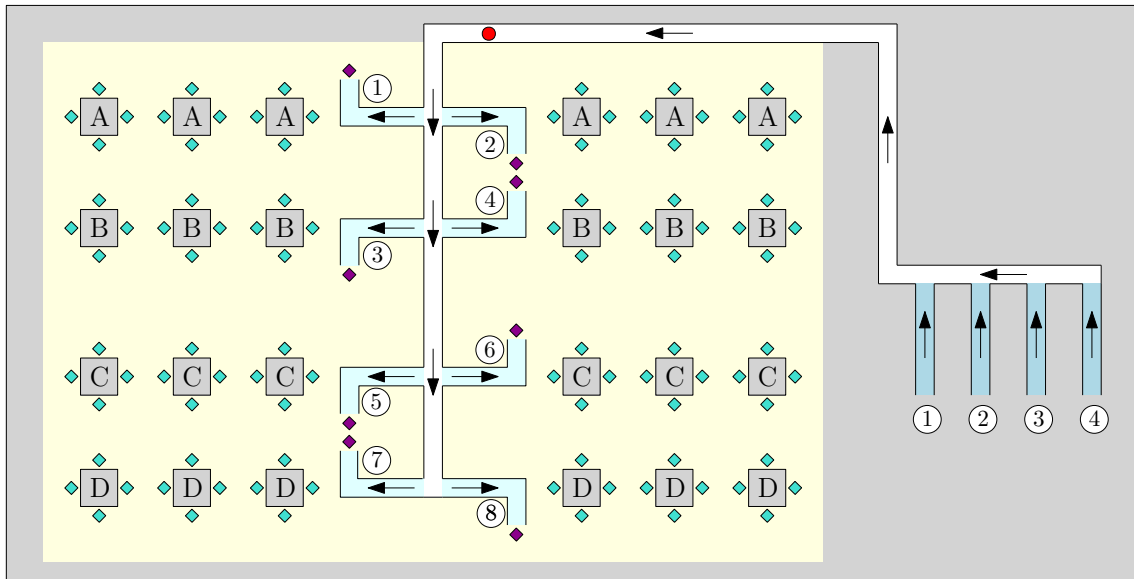 ①
A A A A A A
②
④
B B B B B B
③
⑥
C C C C C C
⑤
① ② ③ ④
⑦
D D D D D D
⑧